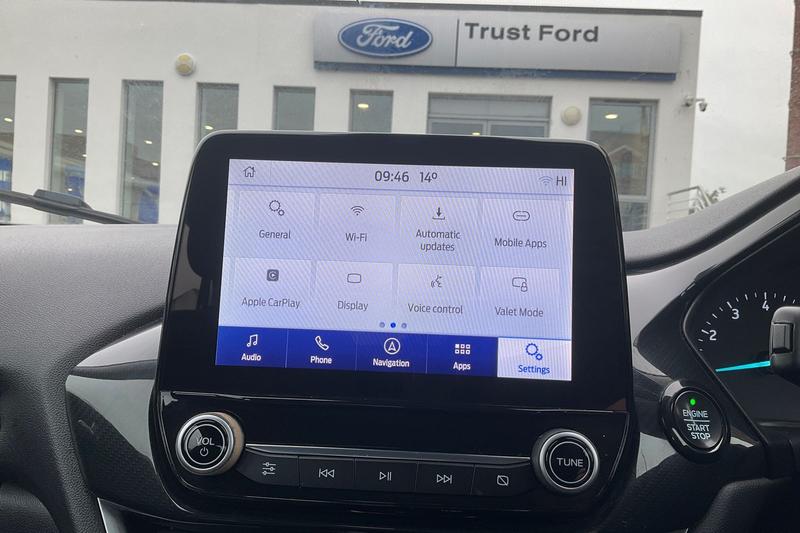 Ford Trust Ford
09:46 14° HI
General Wi-Fi Automatic updates Mobile Apps
Apple CarPlay Display Voice control Valet Mode
Audio Phone Navigation Apps Settings
VOL
TUNE
ENGINE
START
STOP
2 3 4